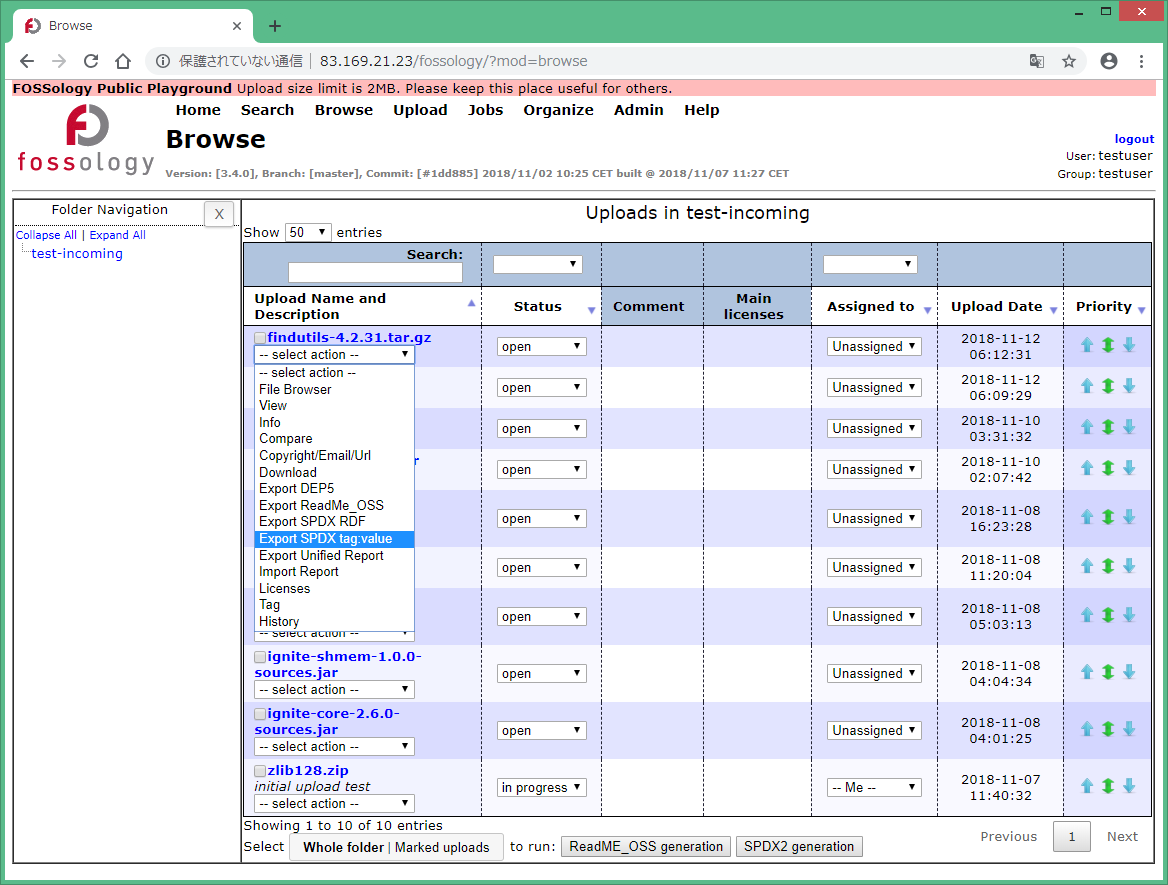 Browse
保護されていない通信 | 83.169.21.23/fossology/?mod=browse
FOSSology Public Playground Upload size limit is 2MB. Please keep this place useful for others.
fossology
Home Search Browse Upload Jobs Organize Admin Help
Browse
Version: [3.4.0], Branch: [master], Commit: [#1dd885] 2018/11/02 10:25 CET built @ 2018/11/07 11:27 CET
logout
User: testuser
Group: testuser
Folder Navigation
X
Collapse All | Expand All
test-incoming
Uploads in test-incoming
Show 50 entries
Search:
Upload Name and Description Status Comment Main licenses Assigned to Upload Date Priority
findutils-4.2.31.tar.gz
-- select action --
open Unassigned 2018-11-12 06:12:31
-- select action --
File Browser
View
Info
Compare
Copyright/Email/Url
Download
Export DEP5
Export ReadMe_OSS
Export SPDX RDF
Export SPDX tag:value
Export Unified Report
Import Report
Licenses
Tag
History
open Unassigned 2018-11-12 06:09:29
open Unassigned 2018-11-10 03:31:32
r
open Unassigned 2018-11-10 02:07:42
open Unassigned 2018-11-08 16:23:28
open Unassigned 2018-11-08 11:20:04
open Unassigned 2018-11-08 05:03:13
-- select action --
ignite-shmem-1.0.0-
sources.jar
-- select action --
open Unassigned 2018-11-08 04:04:34
ignite-core-2.6.0-
sources.jar
-- select action --
open Unassigned 2018-11-08 04:01:25
zlib128.zip
initial upload test
-- select action --
in progress -- Me -- 2018-11-07 11:40:32
Showing 1 to 10 of 10 entries
Previous 1 Next
Select Whole folder | Marked uploads to run: ReadME_OSS generation SPDX2 generation